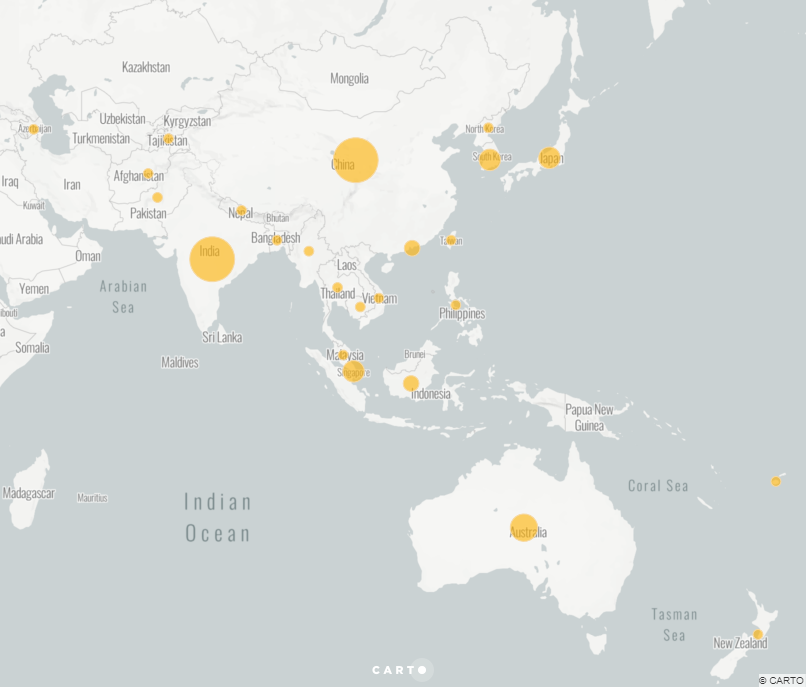 Kazakhstan
Mongolia
Uzbekistan
Kyrgyzstan
Azerbaijan
Turkmenistan
Tajikistan
North Korea
South Korea
Japan
China
Afghanistan
Iraq
Iran
Kuwait
Pakistan
Nepal
Bhutan
udi Arabia
Bangladesh
Taiwan
India
Oman
Laos
Yemen
Arabian
Sea
Thailand
Vietnam
ibouti
Philippines
a
Sri Lanka
Somalia
Maldives
Malaysia
Brunei
Singapore
Indonesia
Papua New
Guinea
Madagascar
Mauritius
Coral Sea
Indian
Ocean
Australia
Tasman
Sea
New Zealand
CARTO
© CARTO